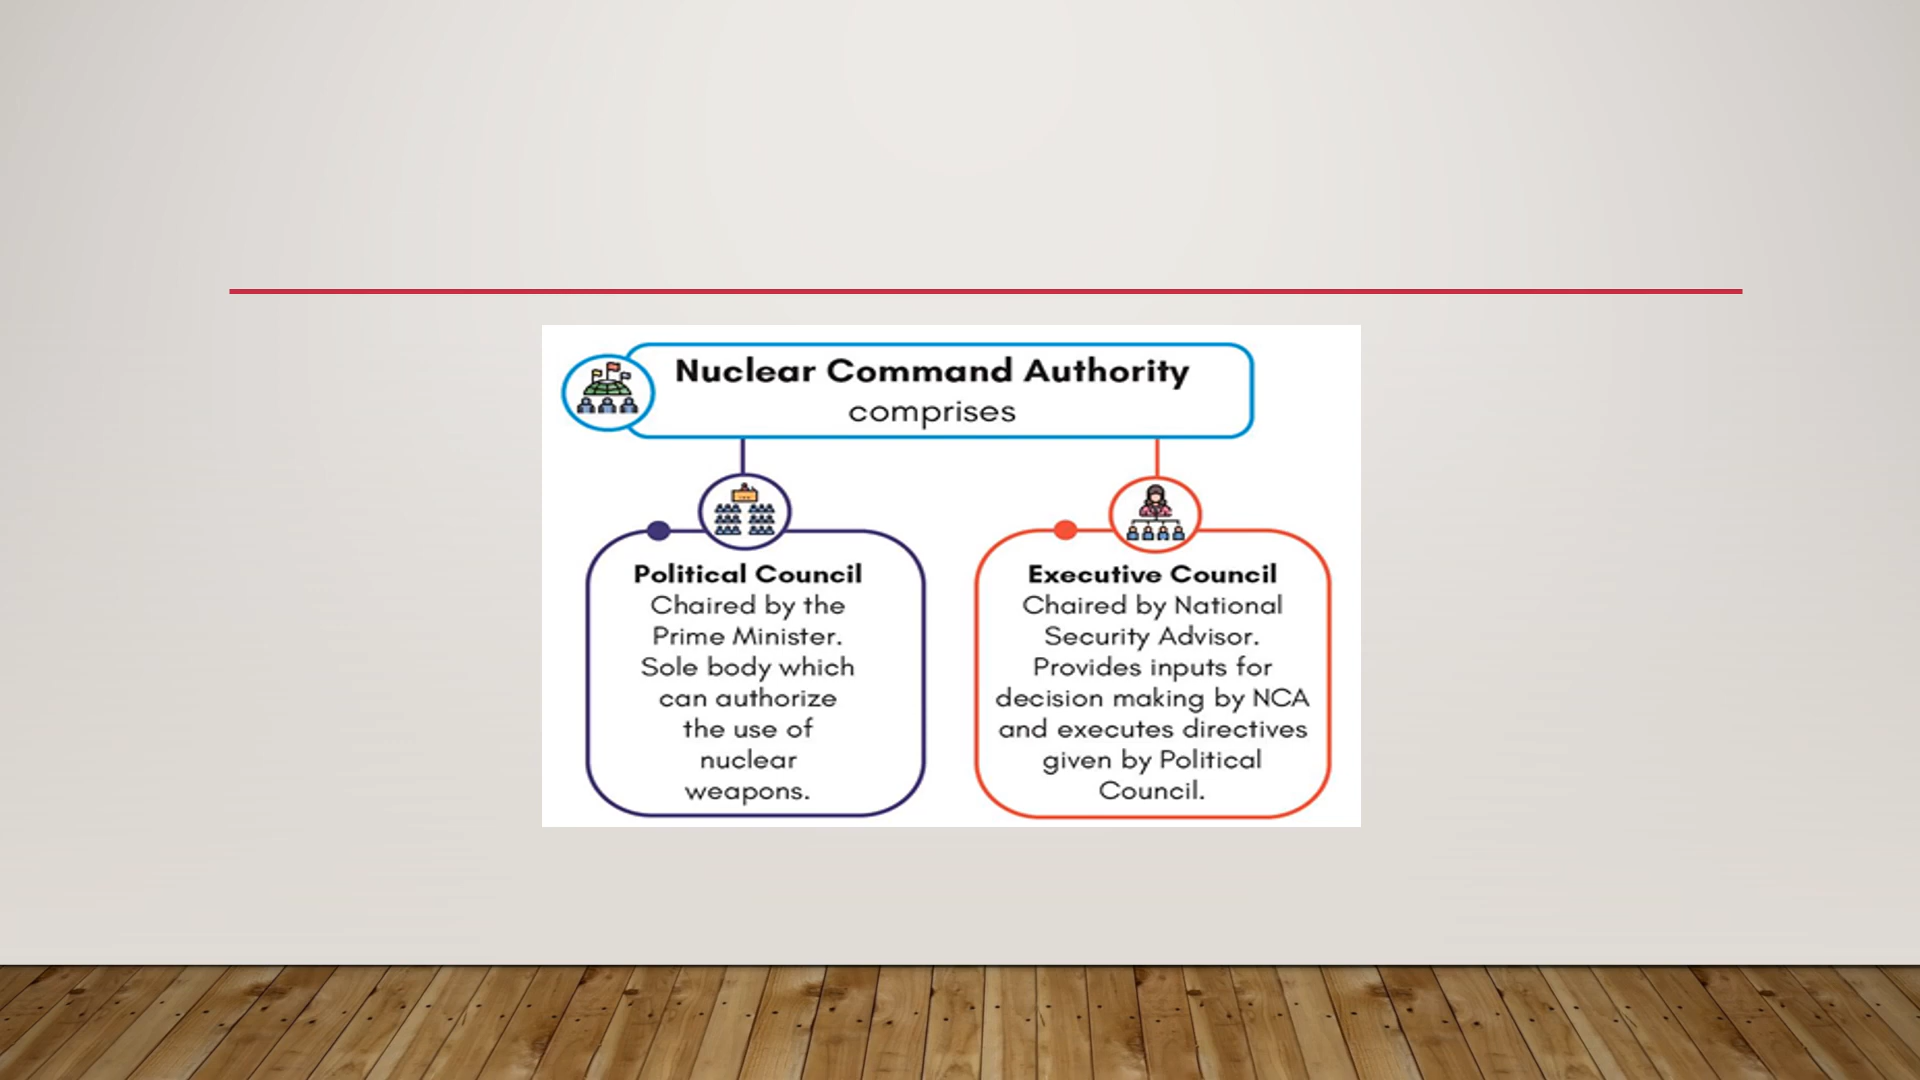 Nuclear Command Authority
comprises
Political Council
Chaired by the
Prime Minister.
Sole body which
can authorize
the use of
nuclear
weapons.
Executive Council
Chaired by National
Security Advisor.
Provides inputs for
decision making by NCA
and executes directives
given by Political
Council.